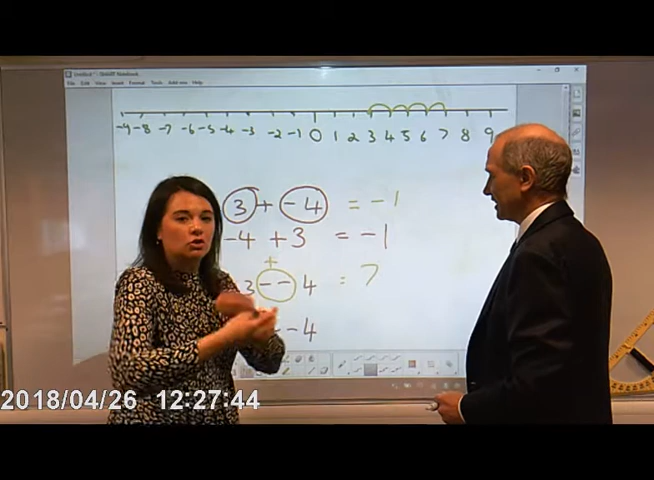 -9 -8 -7 -6 -5 -4 -3 -2 -1 0 1 2 3 4 5 6 7 8 9
3 + -4 = -1
-4 +3 = -1
+
3 - - 4 = 7
- 4
2018/04/26 12:27:44